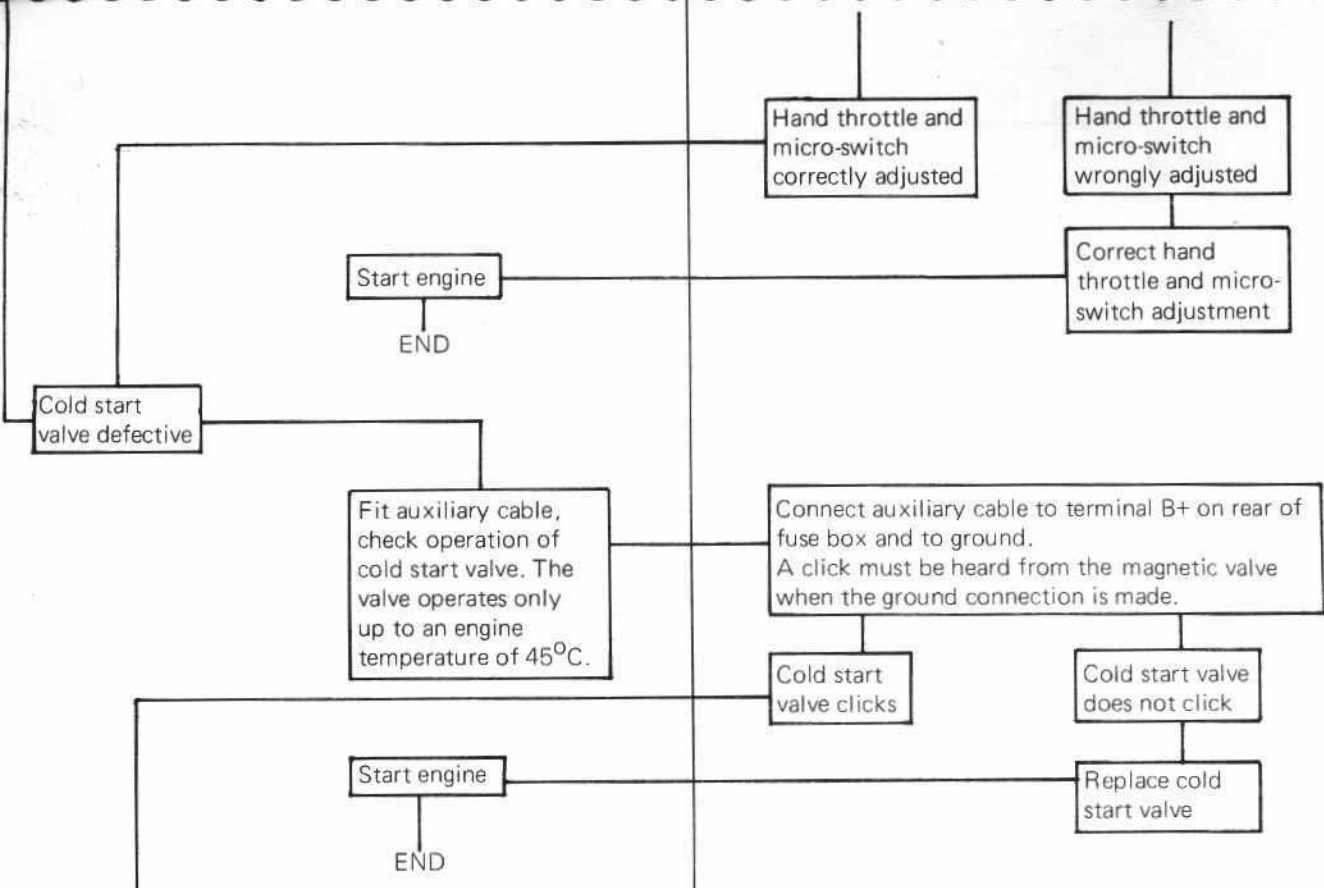 Hand throttle and
micro-switch
correctly adjusted
Hand throttle and
micro-switch
wrongly adjusted
Correct hand
throttle and micro-
switch adjustment
Start engine
END
Cold start
valve defective
Fit auxiliary cable,
check operation of
cold start valve. The
valve operates only
up to an engine
temperature of 45°C.
Connect auxiliary cable to terminal B+ on rear of
fuse box and to ground.
A click must be heard from the magnetic valve
when the ground connection is made.
Cold start
valve clicks
Cold start valve
does not click
Replace cold
start valve
Start engine
END